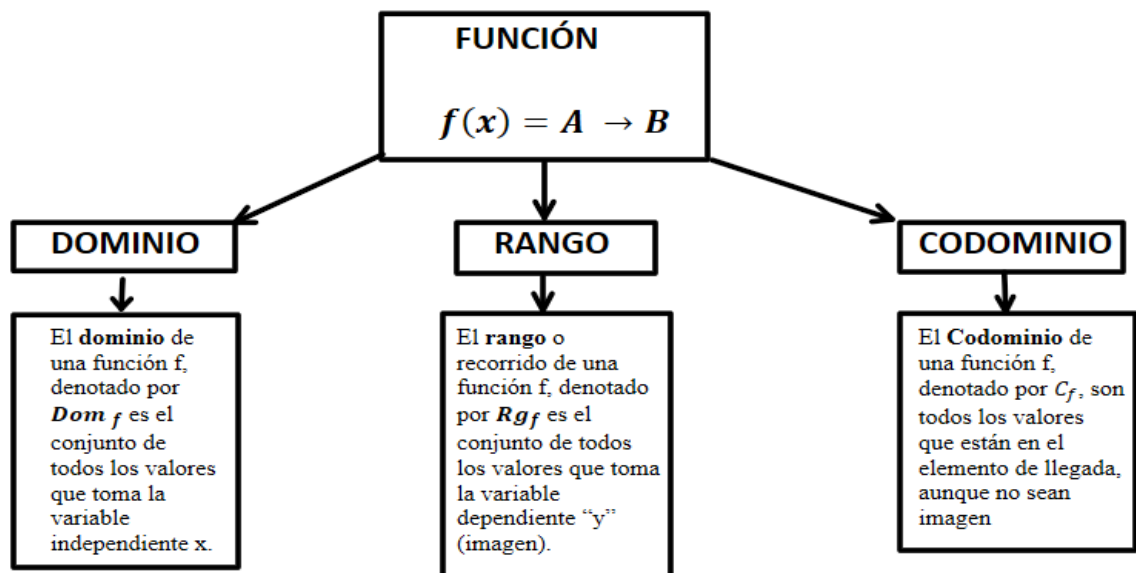 FUNCIÓN
f(x) = A → B
DOMINIO
RANGO
CODOMINIO
El dominio de
una función f,
denotado por
Dom f es el
conjunto de
todos los valores
que toma la
variable
independiente x.
El rango o
recorrido de una
función f, denotado
por Rgf es el
conjunto de todos
los valores que toma
la variable
dependiente “y”
(imagen).
El Codominio de
una función f,
denotado por Cf, son
todos los valores
que están en el
elemento de llegada,
aunque no sean
imagen